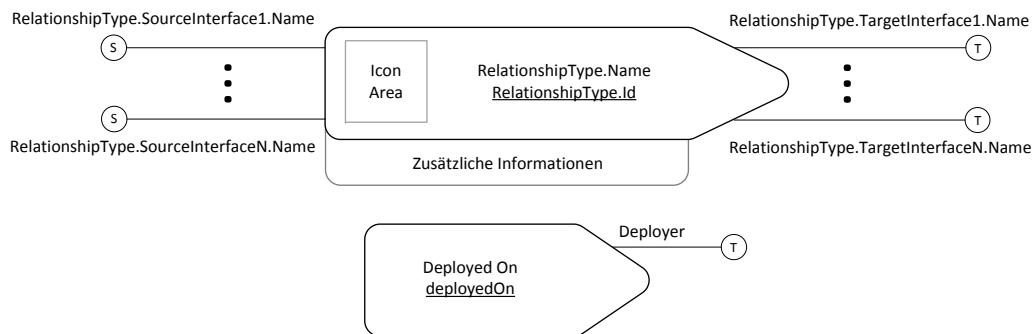 RelationshipType.SourceInterface1.Name
RelationshipType.TargetInterface1.Name
S
T
Icon
Area
RelationshipType.Name
RelationshipType.Id
S
T
RelationshipType.SourceInterfaceN.Name
RelationshipType.TargetInterfaceN.Name
Zusätzliche Informationen
Deployer
T
Deployed On
deployedOn